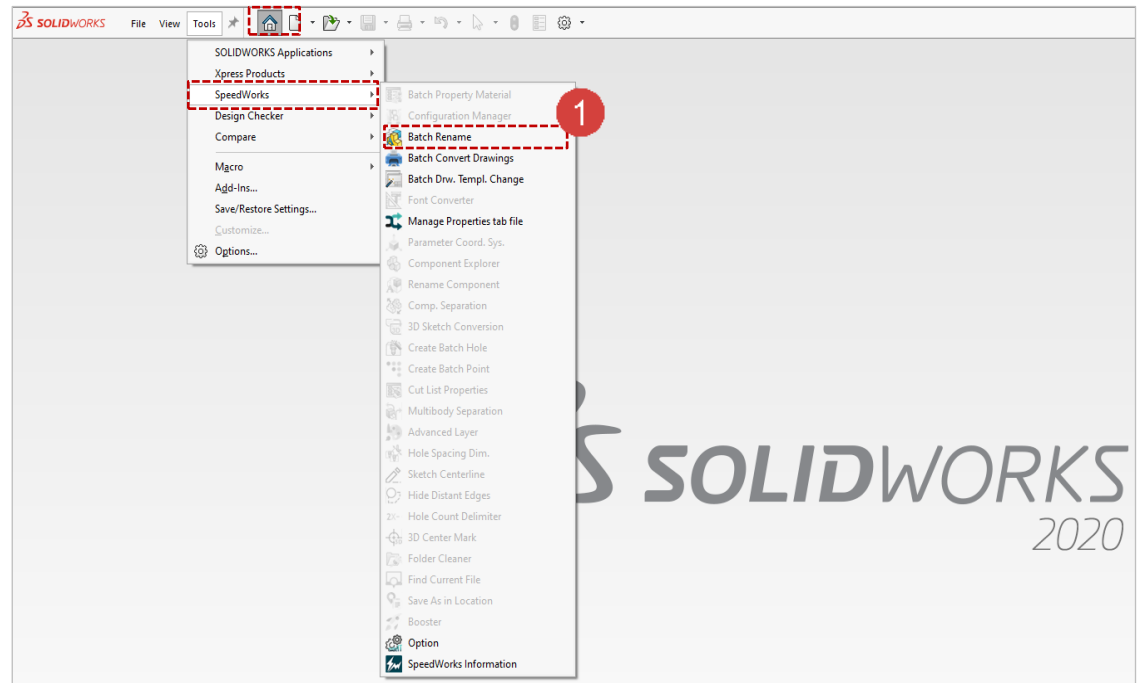 SOLIDWORKS File View Tools
SOLIDWORKS Applications
Xpress Products
SpeedWorks
Design Checker
Compare
Macro
Add-Ins...
Save/Restore Settings...
Customize...
Options...
1
Batch Property Material
Configuration Manager
Batch Rename
Batch Convert Drawings
Batch Drw. Templ. Change
Font Converter
Manage Properties tab file
Parameter Coord. Sys.
Component Explorer
Rename Component
Comp. Separation
3D Sketch Conversion
Create Batch Hole
Create Batch Point
Cut List Properties
Multibody Separation
Advanced Layer
Hole Spacing Dim.
Sketch Centerline
Hide Distant Edges
Hole Count Delimiter
3D Center Mark
Folder Cleaner
Find Current File
Save As in Location
Booster
Option
SpeedWorks Information
SOLIDWORKS
2020